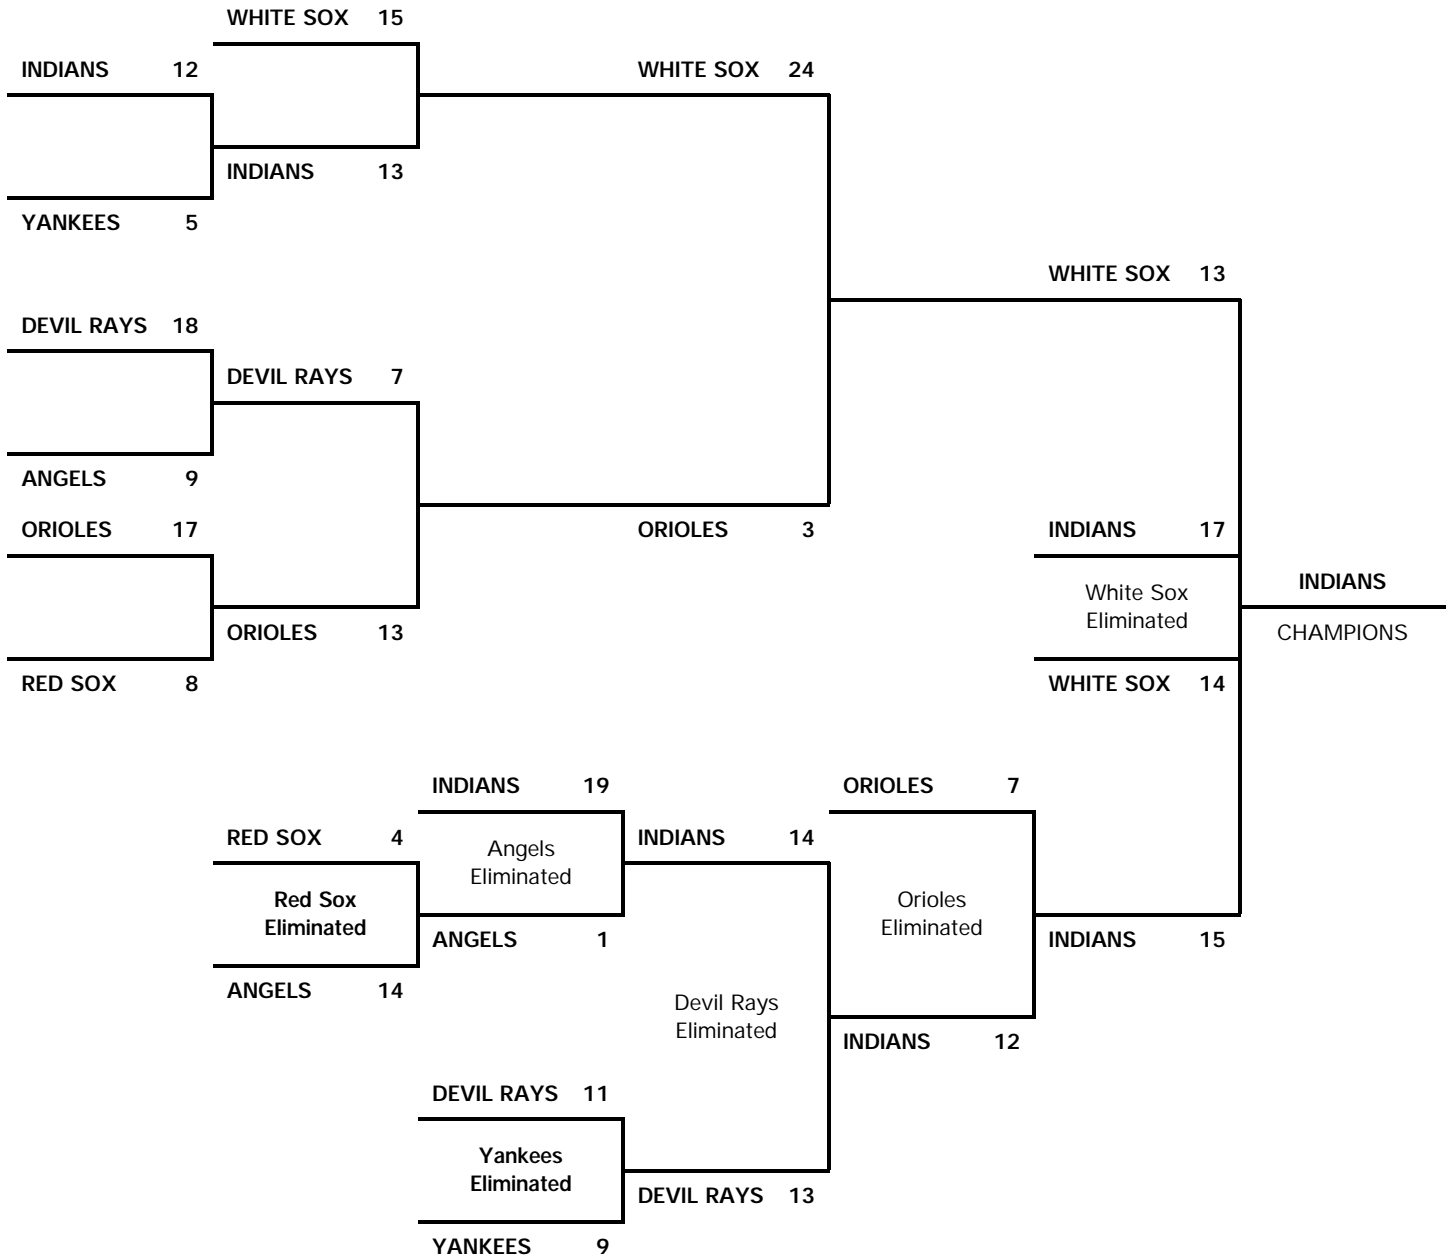 WHITE SOX 15
INDIANS 12
WHITE SOX 24
INDIANS 13
YANKEES 5
WHITE SOX 13
DEVIL RAYS 18
DEVIL RAYS 7
ANGELS 9
ORIOLES 17
ORIOLES 3
INDIANS 17
White Sox
Eliminated
INDIANS
CHAMPIONS
ORIOLES 13
RED SOX 8
WHITE SOX 14
INDIANS 19
ORIOLES 7
RED SOX 4
INDIANS 14
Angels
Eliminated
Red Sox
Eliminated
Orioles
Eliminated
ANGELS 1
INDIANS 15
ANGELS 14
Devil Rays
Eliminated
INDIANS 12
DEVIL RAYS 11
Yankees
Eliminated
DEVIL RAYS 13
YANKEES 9